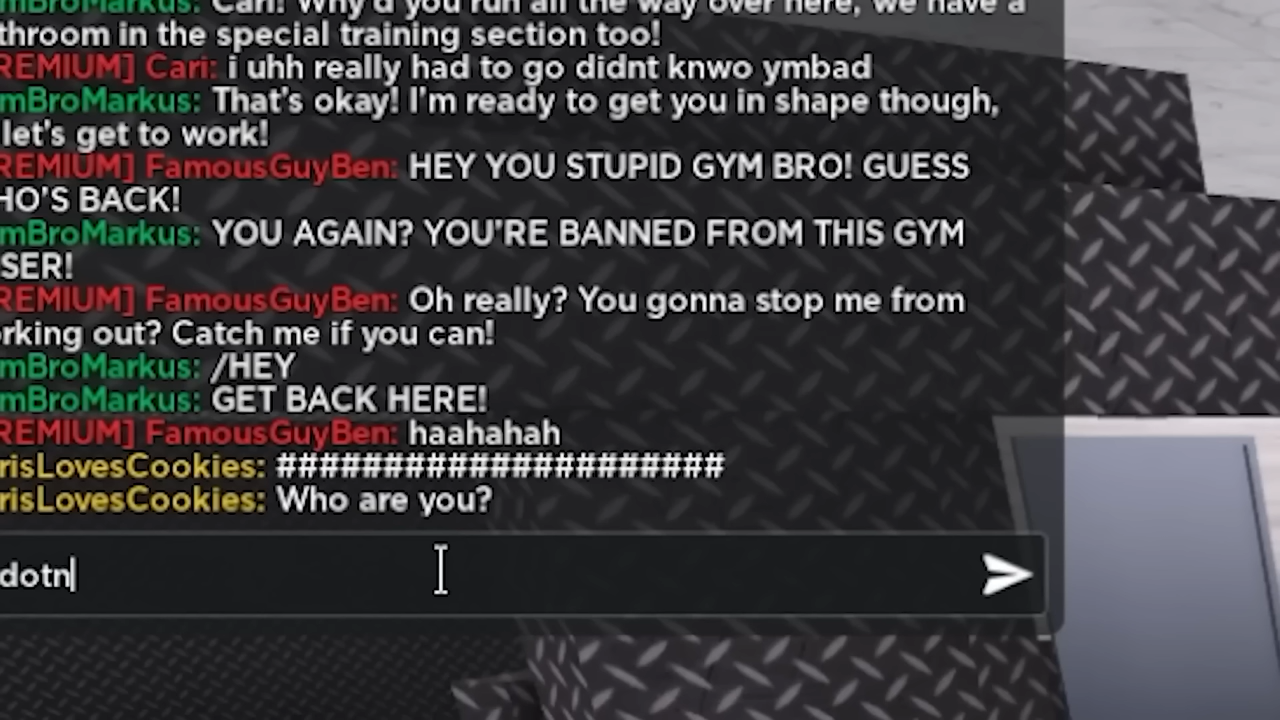 mBroMarkus: Cari! Why'd you run all the way over here, we have a
throom in the special training section too!
REMIUM] Cari: i uhh really had to go didnt knwo ymbad
mBroMarkus: That's okay! I'm ready to get you in shape though,
let's get to work!
REMIUM] FamousGuyBen: HEY YOU STUPID GYM BRO! GUESS
HO'S BACK!
mBroMarkus: YOU AGAIN? YOU'RE BANNED FROM THIS GYM
SER!
REMIUM] FamousGuyBen: Oh really? You gonna stop me from
rking out? Catch me if you can!
mBroMarkus: /HEY
mBroMarkus: GET BACK HERE!
REMIUM] FamousGuyBen: haahahah
risLovesCookies: #####################
risLovesCookies: Who are you?
dotn